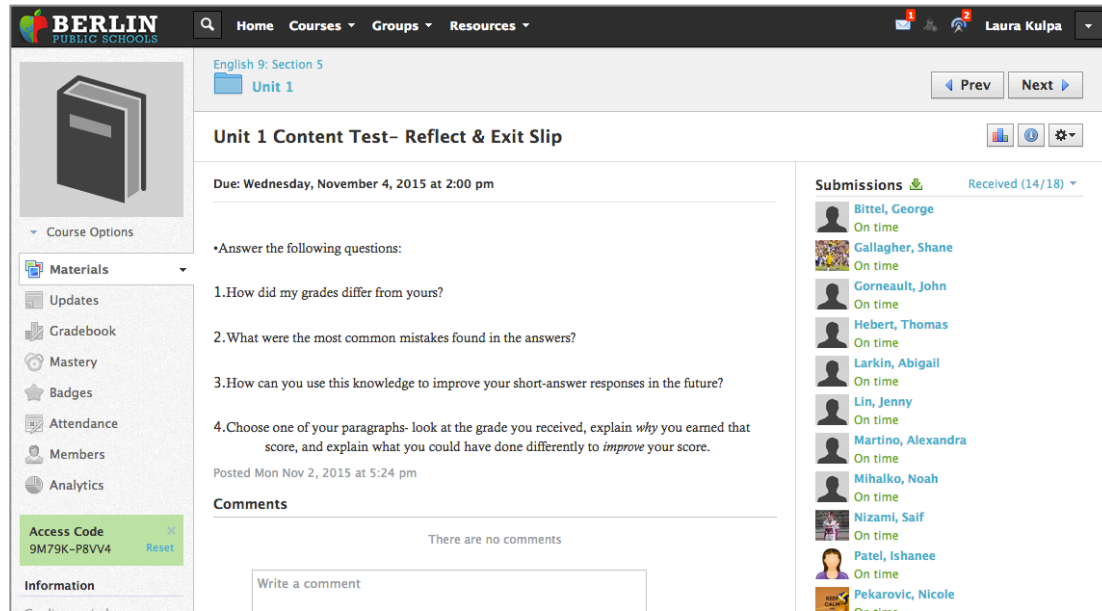 BERLIN
PUBLIC SCHOOLS
Home Courses Groups Resources
1
2
Laura Kulpa
English 9: Section 5
Unit 1
Prev
Next
Unit 1 Content Test- Reflect & Exit Slip
Course Options
Materials
Updates
Gradebook
Mastery
Badges
Attendance
Members
Analytics
Access Code
9M79K-P8VV4 Reset
Information
Due: Wednesday, November 4, 2015 at 2:00 pm
•Answer the following questions:
1.How did my grades differ from yours?
2.What were the most common mistakes found in the answers?
3.How can you use this knowledge to improve your short-answer responses in the future?
4.Choose one of your paragraphs- look at the grade you received, explain why you earned that
score, and explain what you could have done differently to improve your score.
Posted Mon Nov 2, 2015 at 5:24 pm
Comments
There are no comments
Write a comment
Submissions Received (14/18)
Bittel, George
On time
Gallagher, Shane
On time
Gorneault, John
On time
Hebert, Thomas
On time
Larkin, Abigail
On time
Lin, Jenny
On time
Martino, Alexandra
On time
Mihalko, Noah
On time
Nizami, Saif
On time
Patel, Ishanee
On time
Pekarovic, Nicole